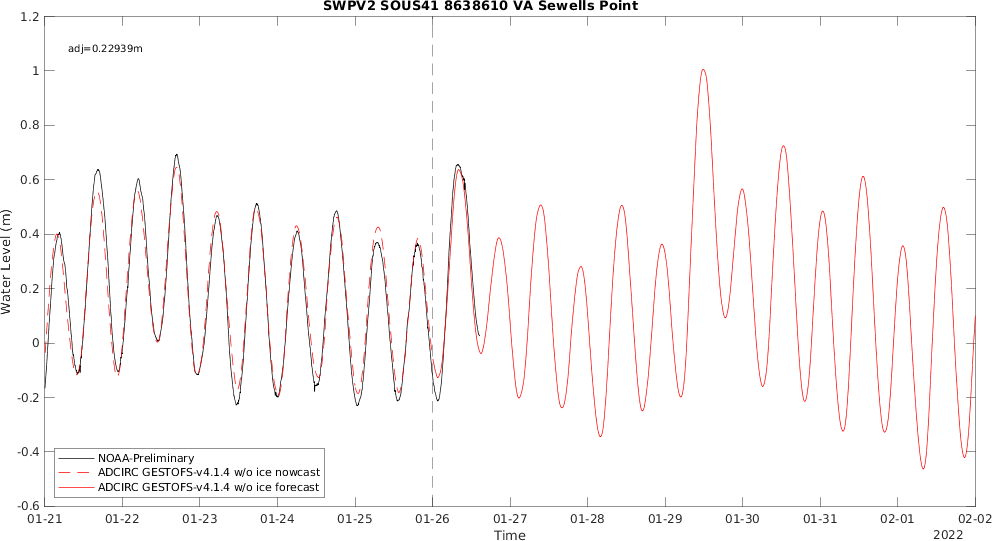 SWPV2 SOUS41 8638610 VA Sewells Point
1.2
1
0.8
0.6
0.4
0.2
0
-0.2
-0.4
-0.6
Water Level (m)
adj=0.22939m
NOAA-Preliminary
ADCIRC GESTOFS-v4.1.4 w/o ice nowcast
ADCIRC GESTOFS-v4.1.4 w/o ice forecast
01-21 01-22 01-23 01-24 01-25 01-26 01-27 01-28 01-29 01-30 01-31 02-01 02-02
Time
2022